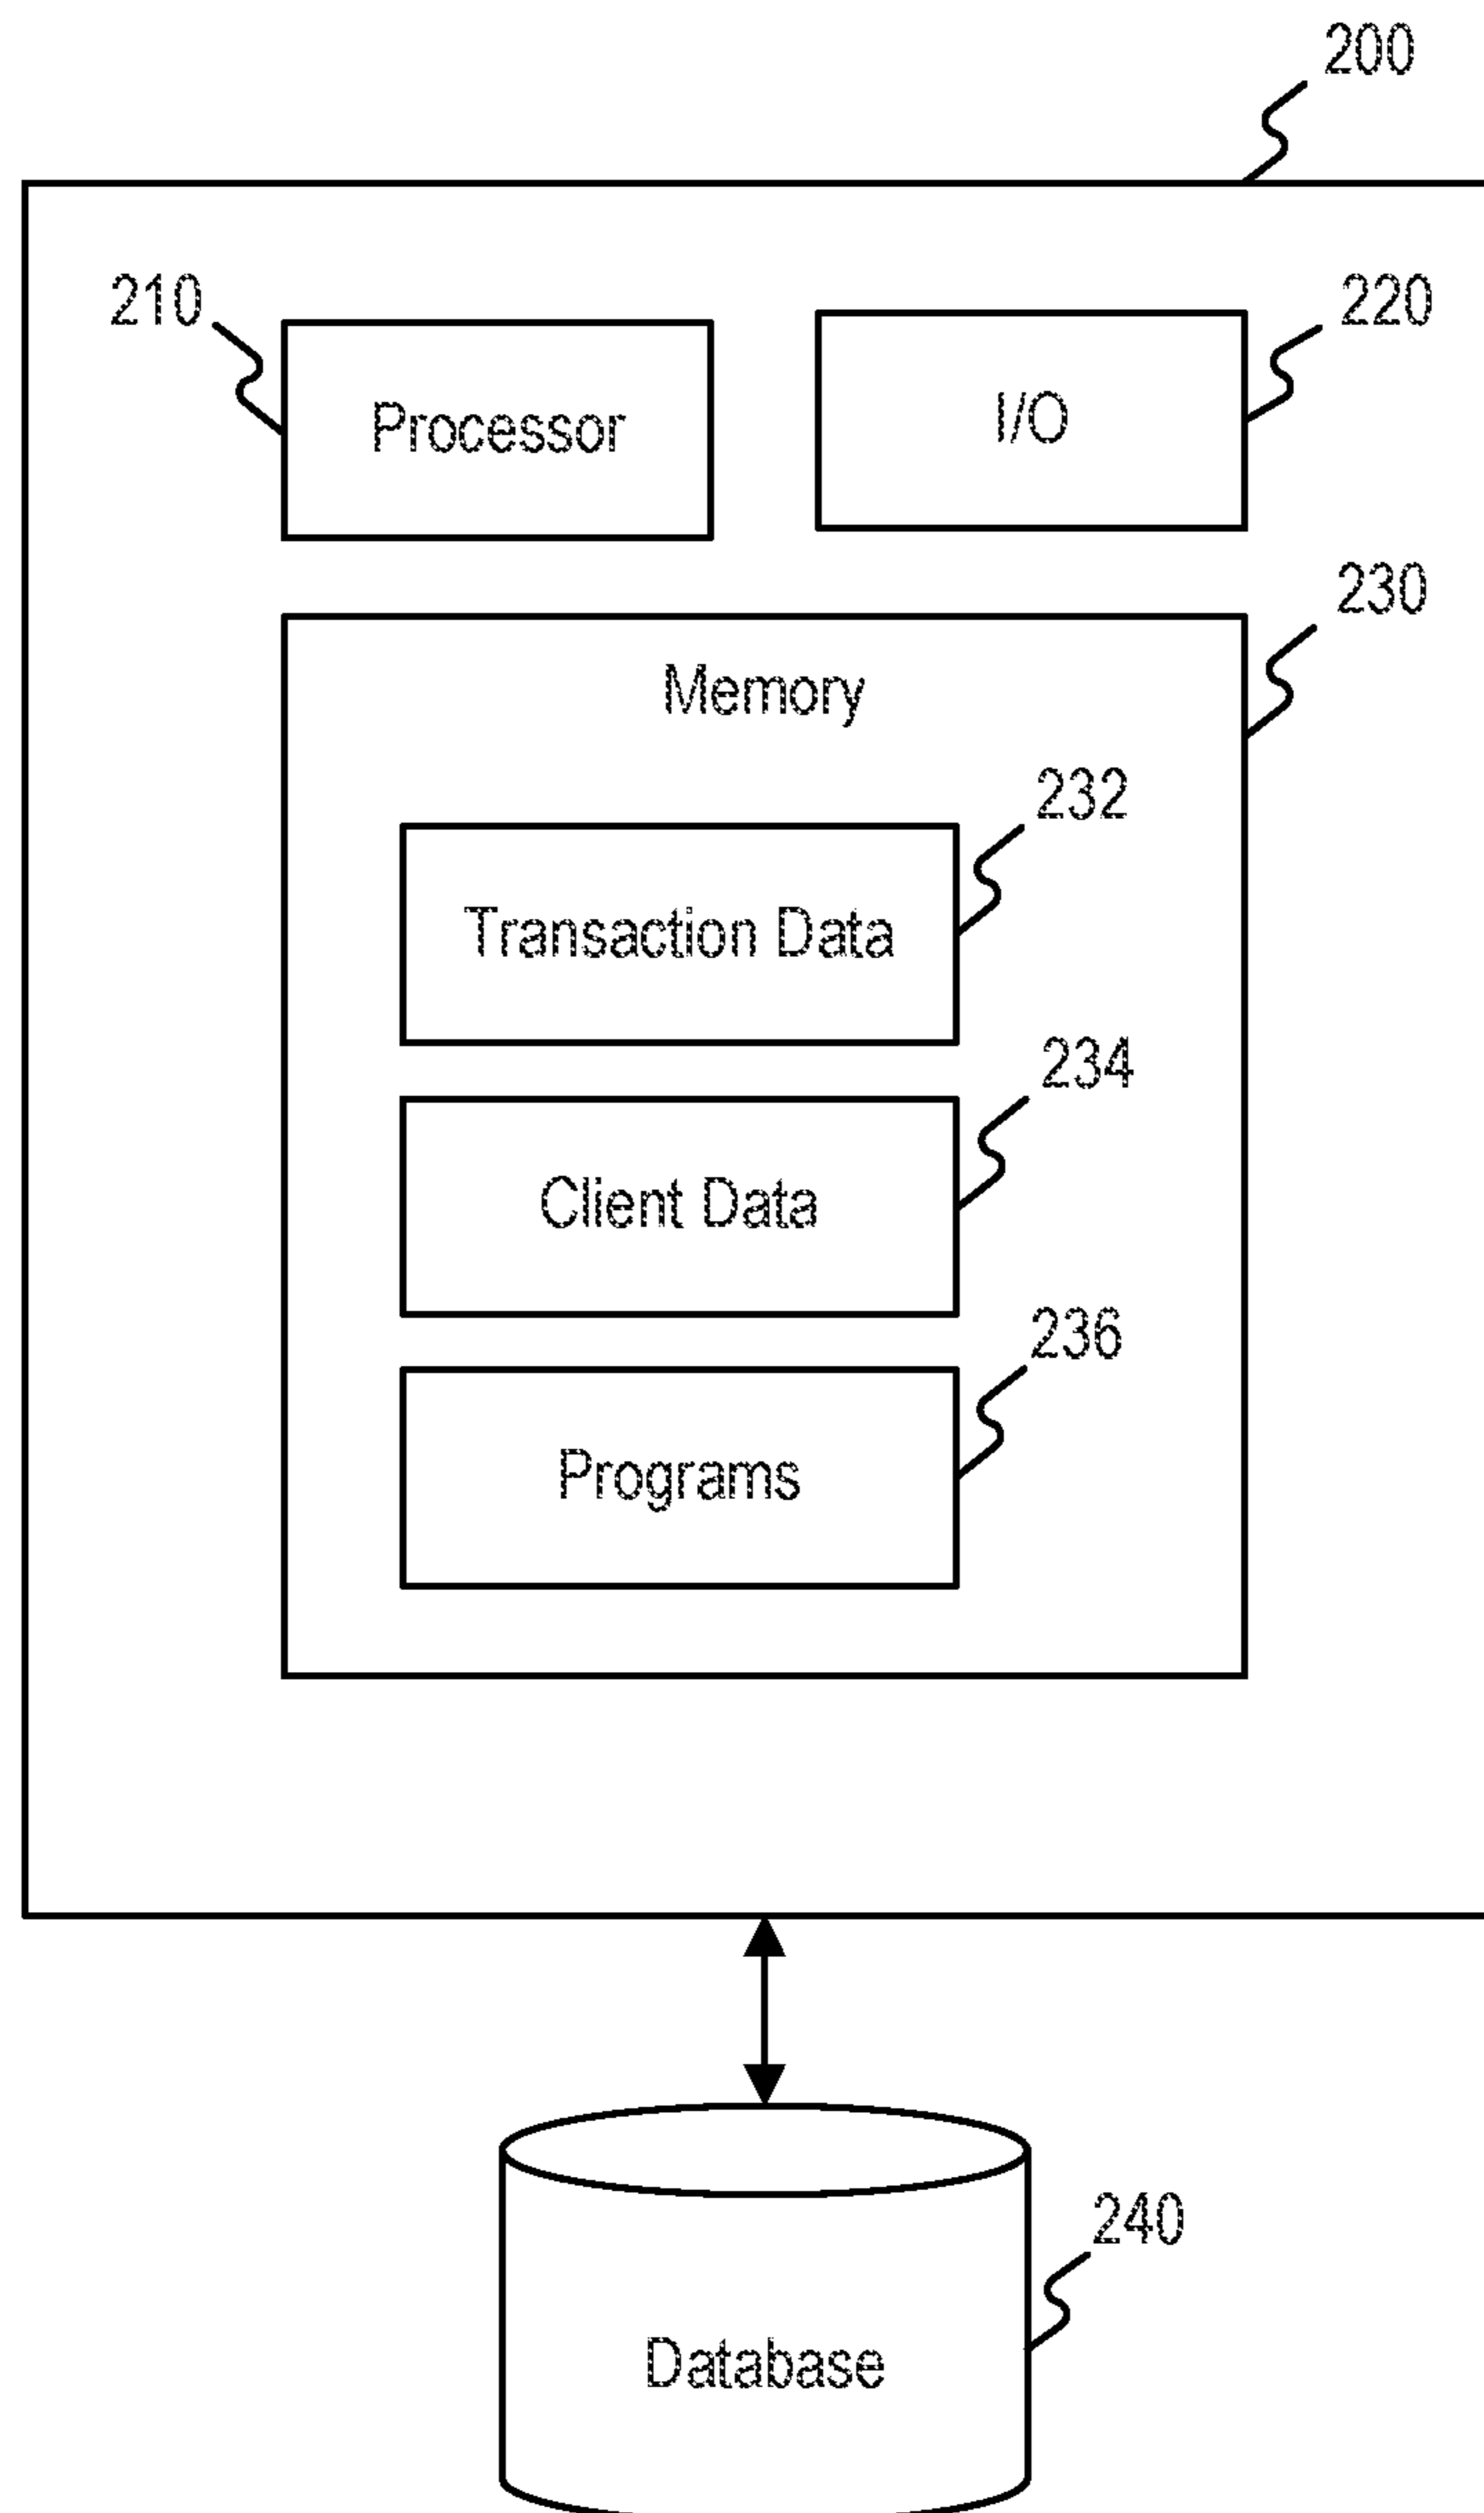 200
210
220
Processor
I/O
230
Memory
232
Transaction Data
234
Client Data
236
Programs
240
Database